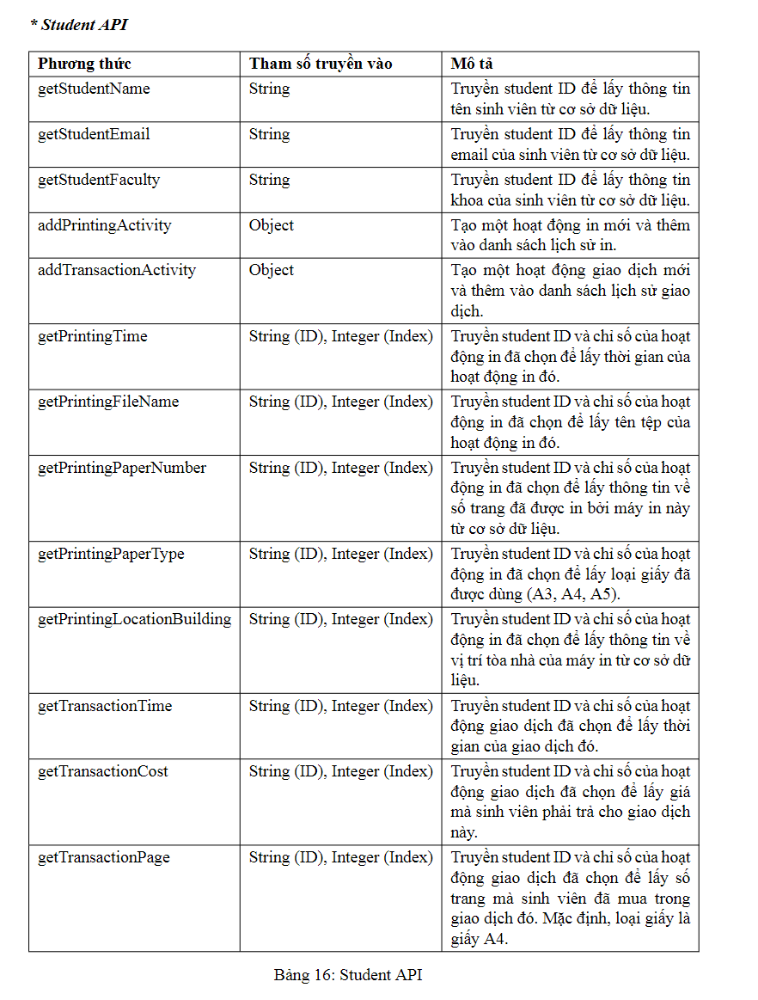 * Student API
Phương thức Tham số truyền vào Mô tả
getStudentName String Truyền student ID để lấy thông tin
tên sinh viên từ cơ sở dữ liệu.
getStudentEmail String Truyền student ID để lấy thông tin
email của sinh viên từ cơ sở dữ liệu.
getStudentFaculty String Truyền student ID để lấy thông tin
khoa của sinh viên từ cơ sở dữ liệu.
addPrintingActivity Object Tạo một hoạt động in mới và thêm
vào danh sách lịch sử in.
addTransactionActivity Object Tạo một hoạt động giao dịch mới
và thêm vào danh sách lịch sử giao
dịch.
getPrintingTime String (ID), Integer (Index) Truyền student ID và chỉ số của hoạt
động in đã chọn để lấy thời gian của
hoạt động in đó.
getPrintingFileName String (ID), Integer (Index) Truyền student ID và chỉ số của hoạt
động in đã chọn để lấy tên tệp của
hoạt động in đó.
getPrintingPaperNumber String (ID), Integer (Index) Truyền student ID và chỉ số của hoạt
động in đã chọn để lấy thông tin về
số trang đã được in bởi máy in này
từ cơ sở dữ liệu.
getPrintingPaperType String (ID), Integer (Index) Truyền student ID và chỉ số của hoạt
động in đã chọn để lấy loại giấy đã
được dùng (A3, A4, A5).
getPrintingLocationBuilding String (ID), Integer (Index) Truyền student ID và chỉ số của hoạt
động in đã chọn để lấy thông tin về
vị trí tòa nhà của máy in từ cơ sở dữ
liệu.
getTransactionTime String (ID), Integer (Index) Truyền student ID và chỉ số của hoạt
động giao dịch đã chọn để lấy thời
gian của giao dịch đó.
getTransactionCost String (ID), Integer (Index) Truyền student ID và chỉ số của hoạt
động giao dịch đã chọn để lấy giá
mà sinh viên phải trả cho giao dịch
này.
getTransactionPage String (ID), Integer (Index) Truyền student ID và chỉ số của hoạt
động giao dịch đã chọn để lấy số
trang mà sinh viên đã mua trong
giao dịch đó. Mặc định, loại giấy là
giấy A4.
Bảng 16: Student API